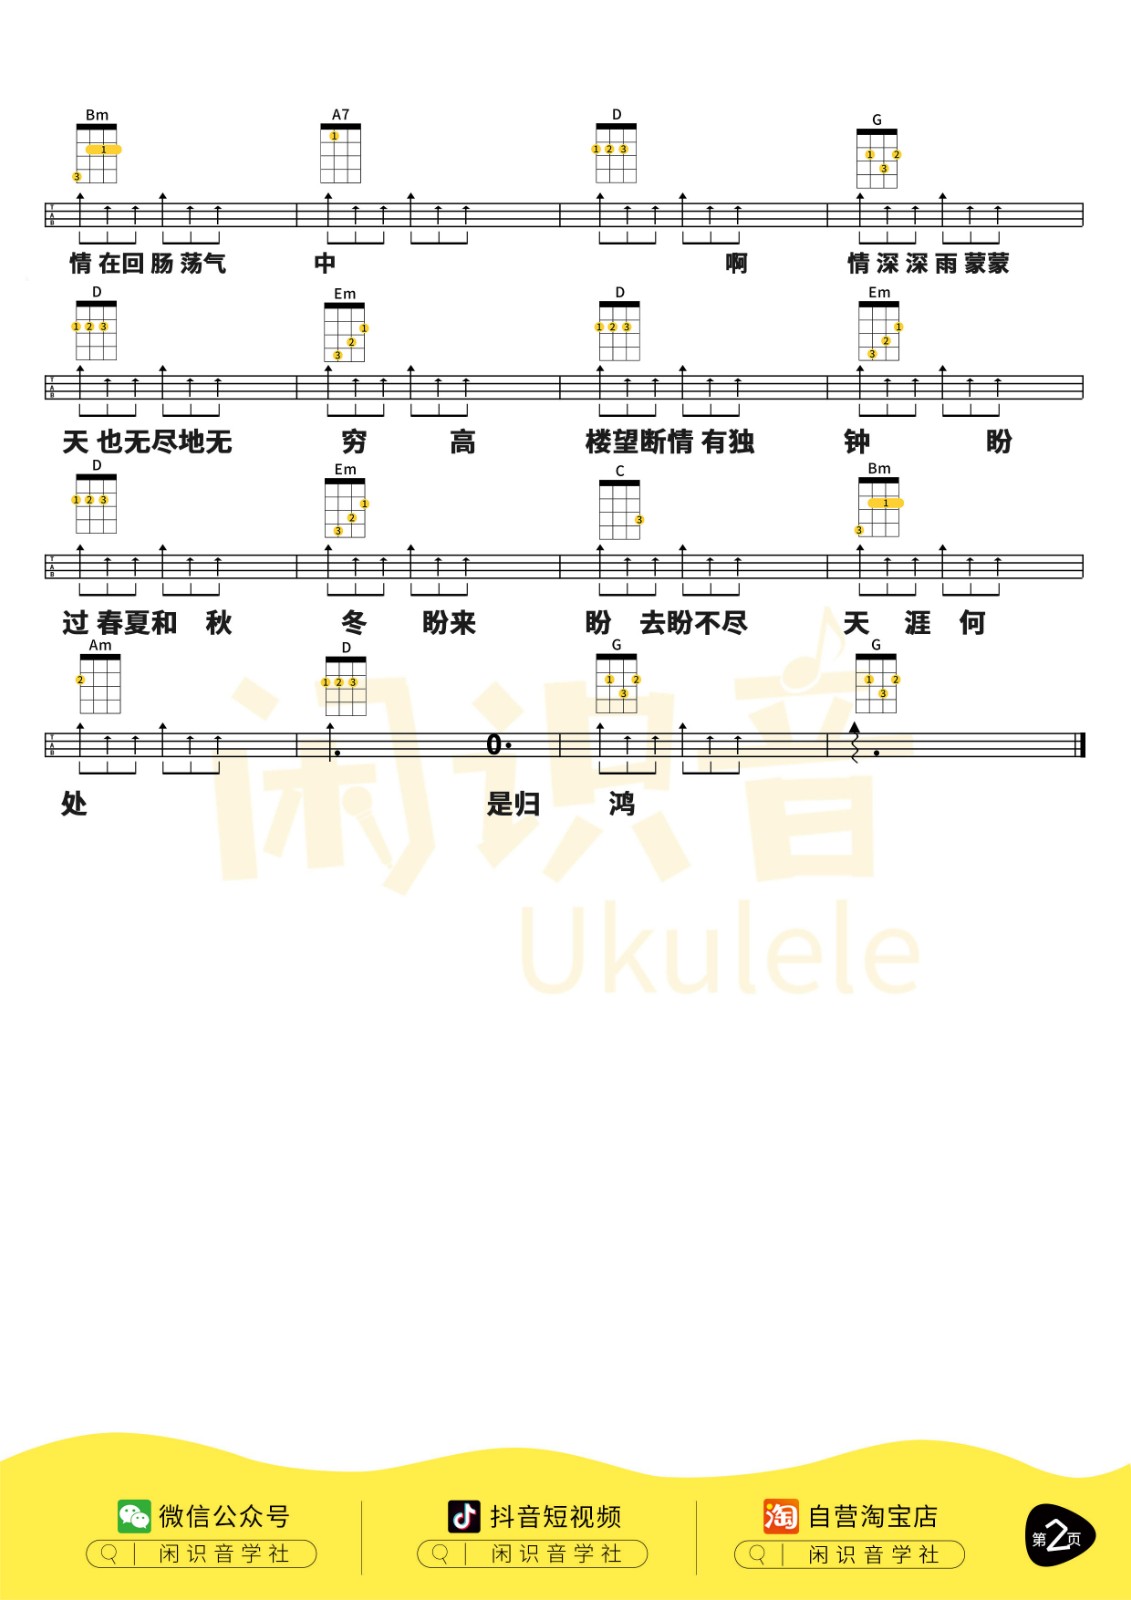 Bm A7 D G
情 在回 肠 荡气 中 啊 情 深 深 雨 蒙蒙
D Em D Em
天 也无尽地无 穷 高 楼望断情 有独 钟 盼
D Em C Bm
过 春夏和 秋 冬 盼来 盼 去盼不尽 天 涯 何
Am D G G
0·
处 是归 鸿
闲识音
Ukulele
微信公众号 抖音短视频 淘 自营淘宝店
闲识音学社 闲识音学社 闲识音学社
第2页